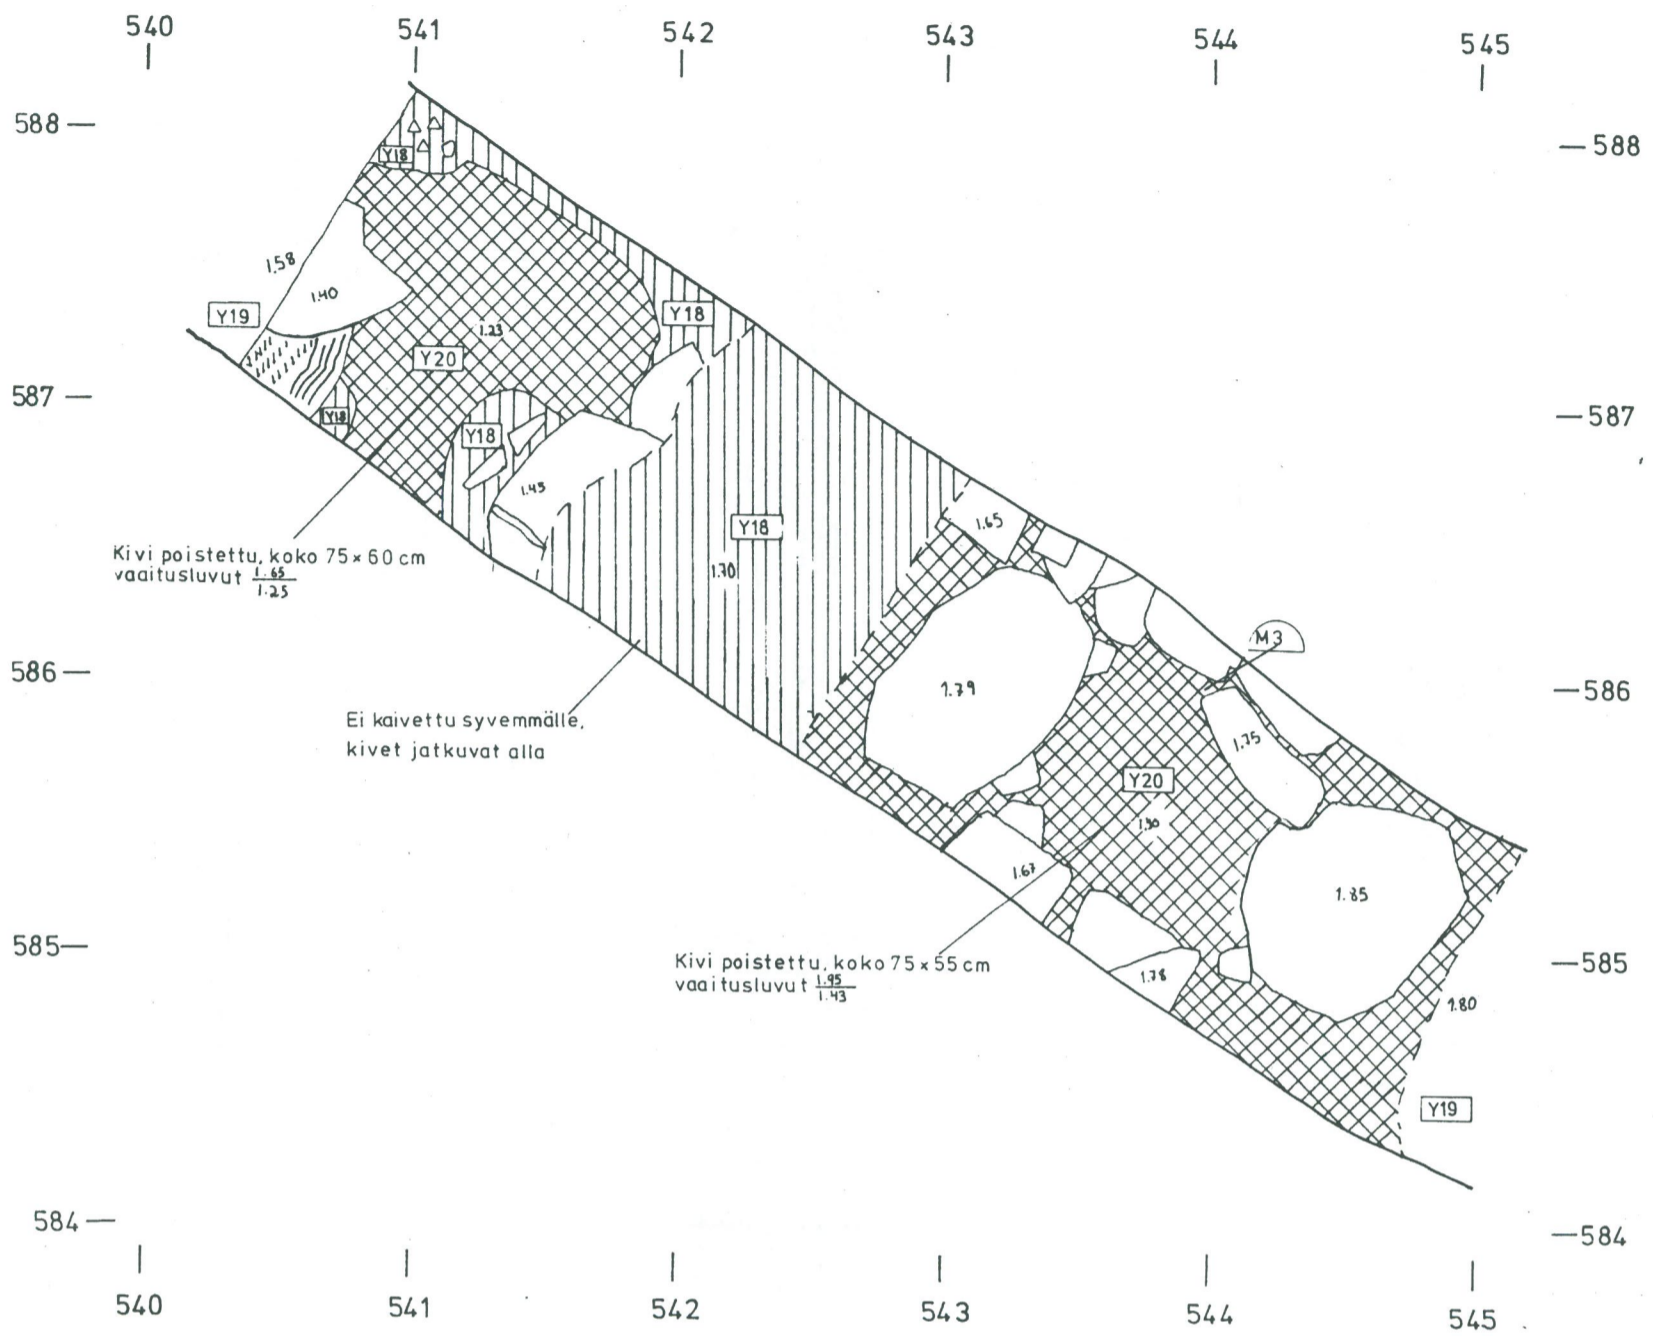 540 541 542 543 544 545
588 588
Y18
1.58
1.40
Y19
Y18
1.23
Y20
587 587
Y18
Y18
1.45
1.65
Y18
Kivi poistettu, koko 75 x 60 cm
vaaitusluvut 1.65
1.25
M3
586 586
1.79
Ei kaivettu syvemmälle,
kivet jatkuvat alla
1.75
Y20
1.67
1.85
585 585
Kivi poistettu, koko 75 x 55 cm
vaaitusluvut 1.95
1.43
1.78
1.80
Y19
584 584
540 541 542 543 544 545